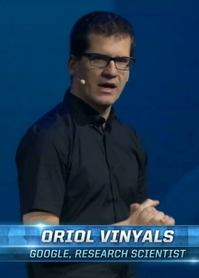 ORIOL VINYALS
GOOGLE, RESEARCH SCIENTIST